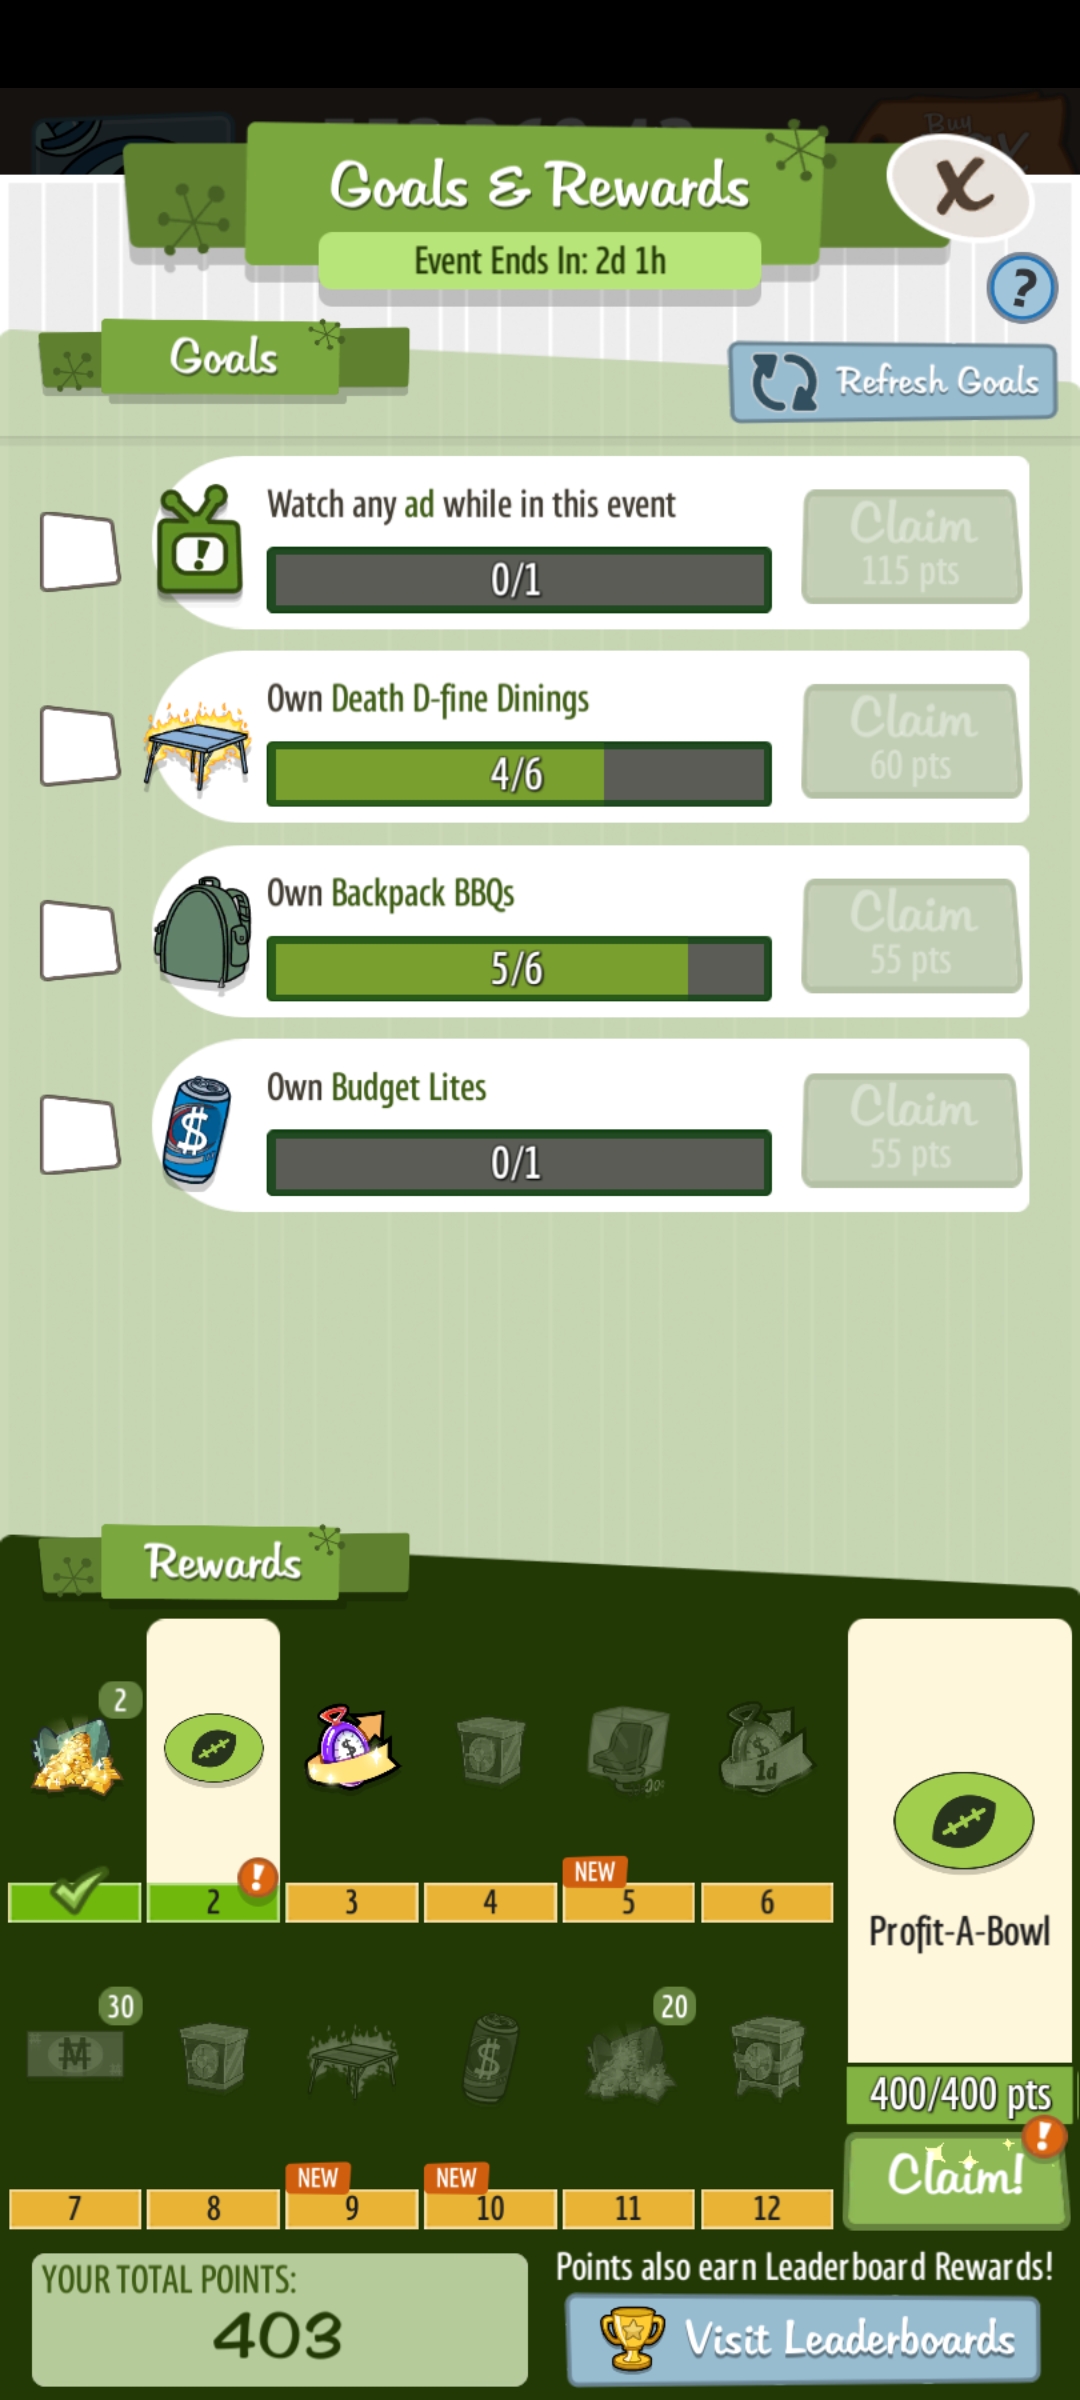 Buy
Goals & Rewards
X
Event Ends In: 2d 1h
?
Goals
Refresh Goals
Watch any ad while in this event
!
0/1
Claim
115 pts
Own Death D-fine Dinings
4/6
Claim
60 pts
Own Backpack BBQs
5/6
Claim
55 pts
Own Budget Lites
$
0/1
Claim
55 pts
Rewards
2
$
1d
!
2
3
4
NEW
5
6
Profit-A-Bowl
30
20
$
400/400 pts
!
Claim!
7
8
NEW
9
NEW
10
11
12
YOUR TOTAL POINTS:
403
Points also earn Leaderboard Rewards!
Visit Leaderboards